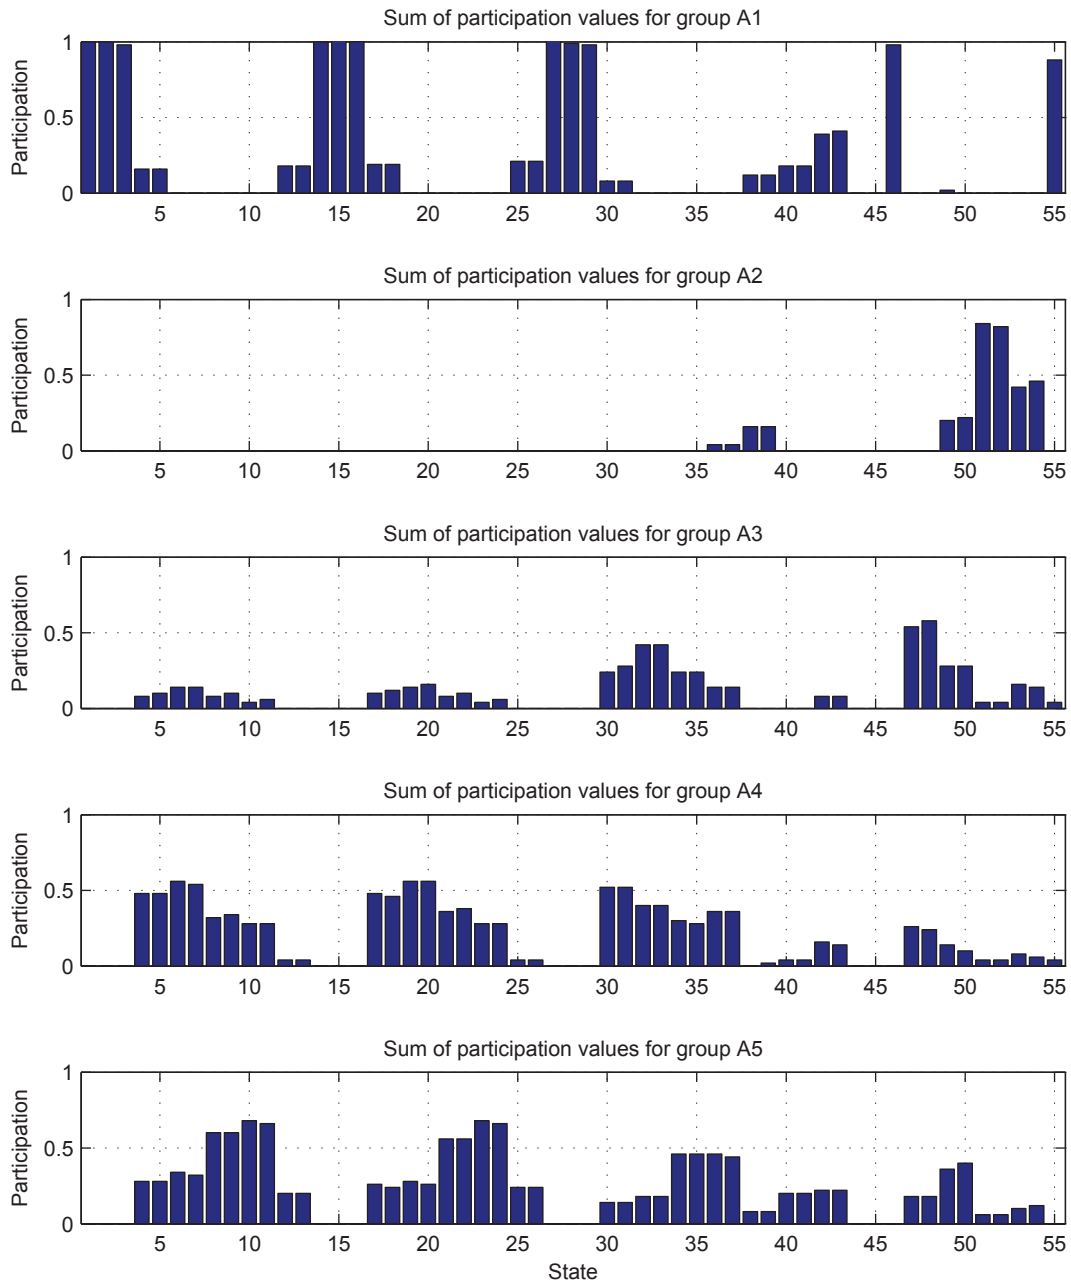 Sum of participation values for group A1
Participation
1
0.5
0
5 10 15 20 25 30 35 40 45 50 55
Sum of participation values for group A2
Participation
1
0.5
0
5 10 15 20 25 30 35 40 45 50 55
Sum of participation values for group A3
Participation
1
0.5
0
5 10 15 20 25 30 35 40 45 50 55
Sum of participation values for group A4
Participation
1
0.5
0
5 10 15 20 25 30 35 40 45 50 55
Sum of participation values for group A5
Participation
1
0.5
0
5 10 15 20 25 30 35 40 45 50 55
State